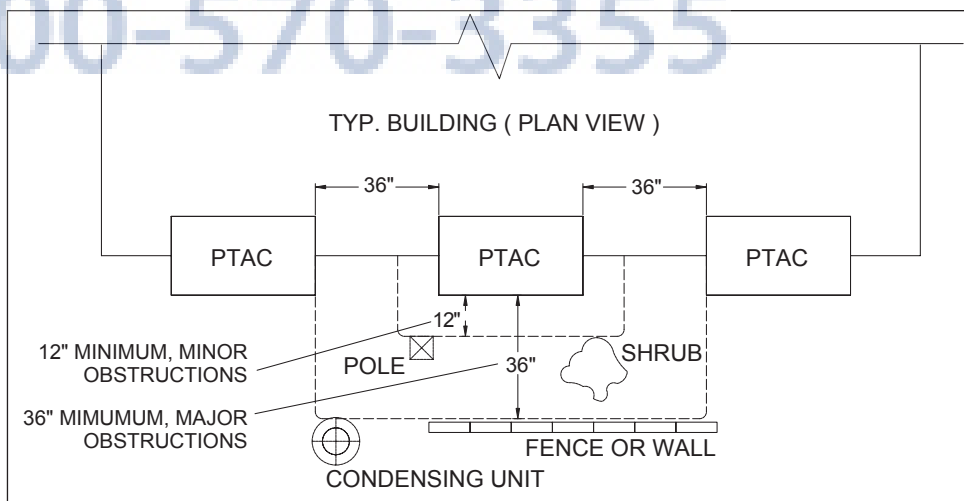 00-570-3355
TYP. BUILDING ( PLAN VIEW )
36"
36"
PTAC
PTAC
PTAC
12"
12" MINIMUM, MINOR
OBSTRUCTIONS
POLE
36"
SHRUB
36" MIMUMUM, MAJOR
OBSTRUCTIONS
FENCE OR WALL
CONDENSING UNIT